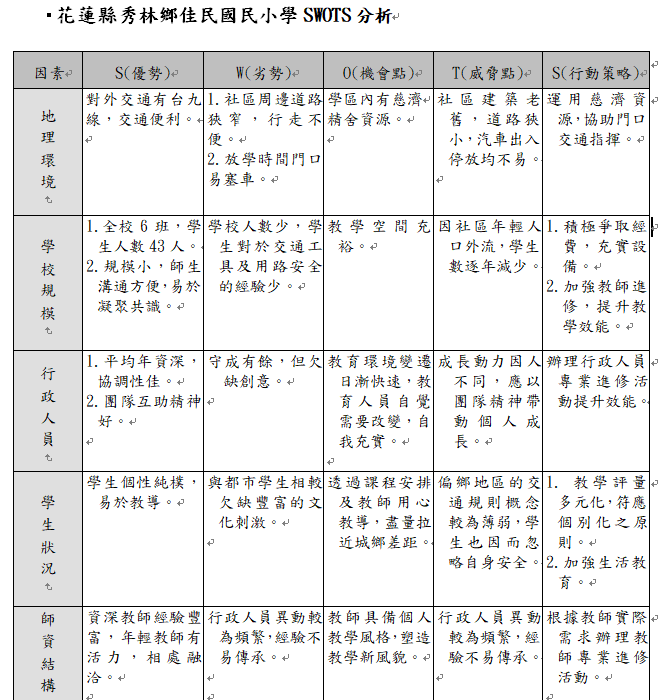 ▪花蓮縣秀林鄉佳民國民小學 SWOTS 分析
因素
S(優勢)
W(劣勢)
O(機會點)
T(威脅點)
S(行動策略)
地
理
環
境
對外交通有台九
線，交通便利。
1.社區周邊道路
狹窄，行走不
便。
2.放學時間門口
易塞車。
學區內有慈濟
精舍資源。
社區建築老
舊，道路狹
小，汽車出入
停放均不易。
運用慈濟資
源，協助門口
交通指揮。
學
校
規
模
1.全校 6 班，學
生人數 43 人。
2.規模小，師生
溝通方便，易於
凝聚共識。
學校人數少，學
生對於交通工
具及用路安全
的經驗少。
教學空間充
裕。
因社區年輕人
口外流，學生
數逐年減少。
1.積極爭取經
費，充實設
備。
2.加強教師進
修，提升教
學效能。
行
政
人
員
1.平均年資深，
協調性佳。
2.團隊互助精神
好。
守成有餘，但欠
缺創意。
教育環境變遷
日漸快速，教
育人員自覺
需要改變，自
我充實。
成長動力因人
不同，應以
團隊精神帶
動個人成
長。
辦理行政人員
專業進修活
動提升效能。
學
生
狀
況
學生個性純樸，
易於教導。
與都市學生相較
欠缺豐富的文
化刺激。
透過課程安排
及教師用心
教導，盡量拉
近城鄉差距。
偏鄉地區的交
通規則概念
較為薄弱，學
生也因而忽
略自身安全。
1. 教學評量
多元化，符應
個別化之原
則。
2.加強生活教
育。
師
資
結
構
資深教師經驗豐
富，年輕教師有
活力，相處融
洽。
行政人員異動較
為頻繁，經驗不
易傳承。
教師具備個人
教學風格，塑造
教學新風貌。
行政人員異動
較為頻繁，經
驗不易傳承。
根據教師實際
需求辦理教
師專業進修
活動。